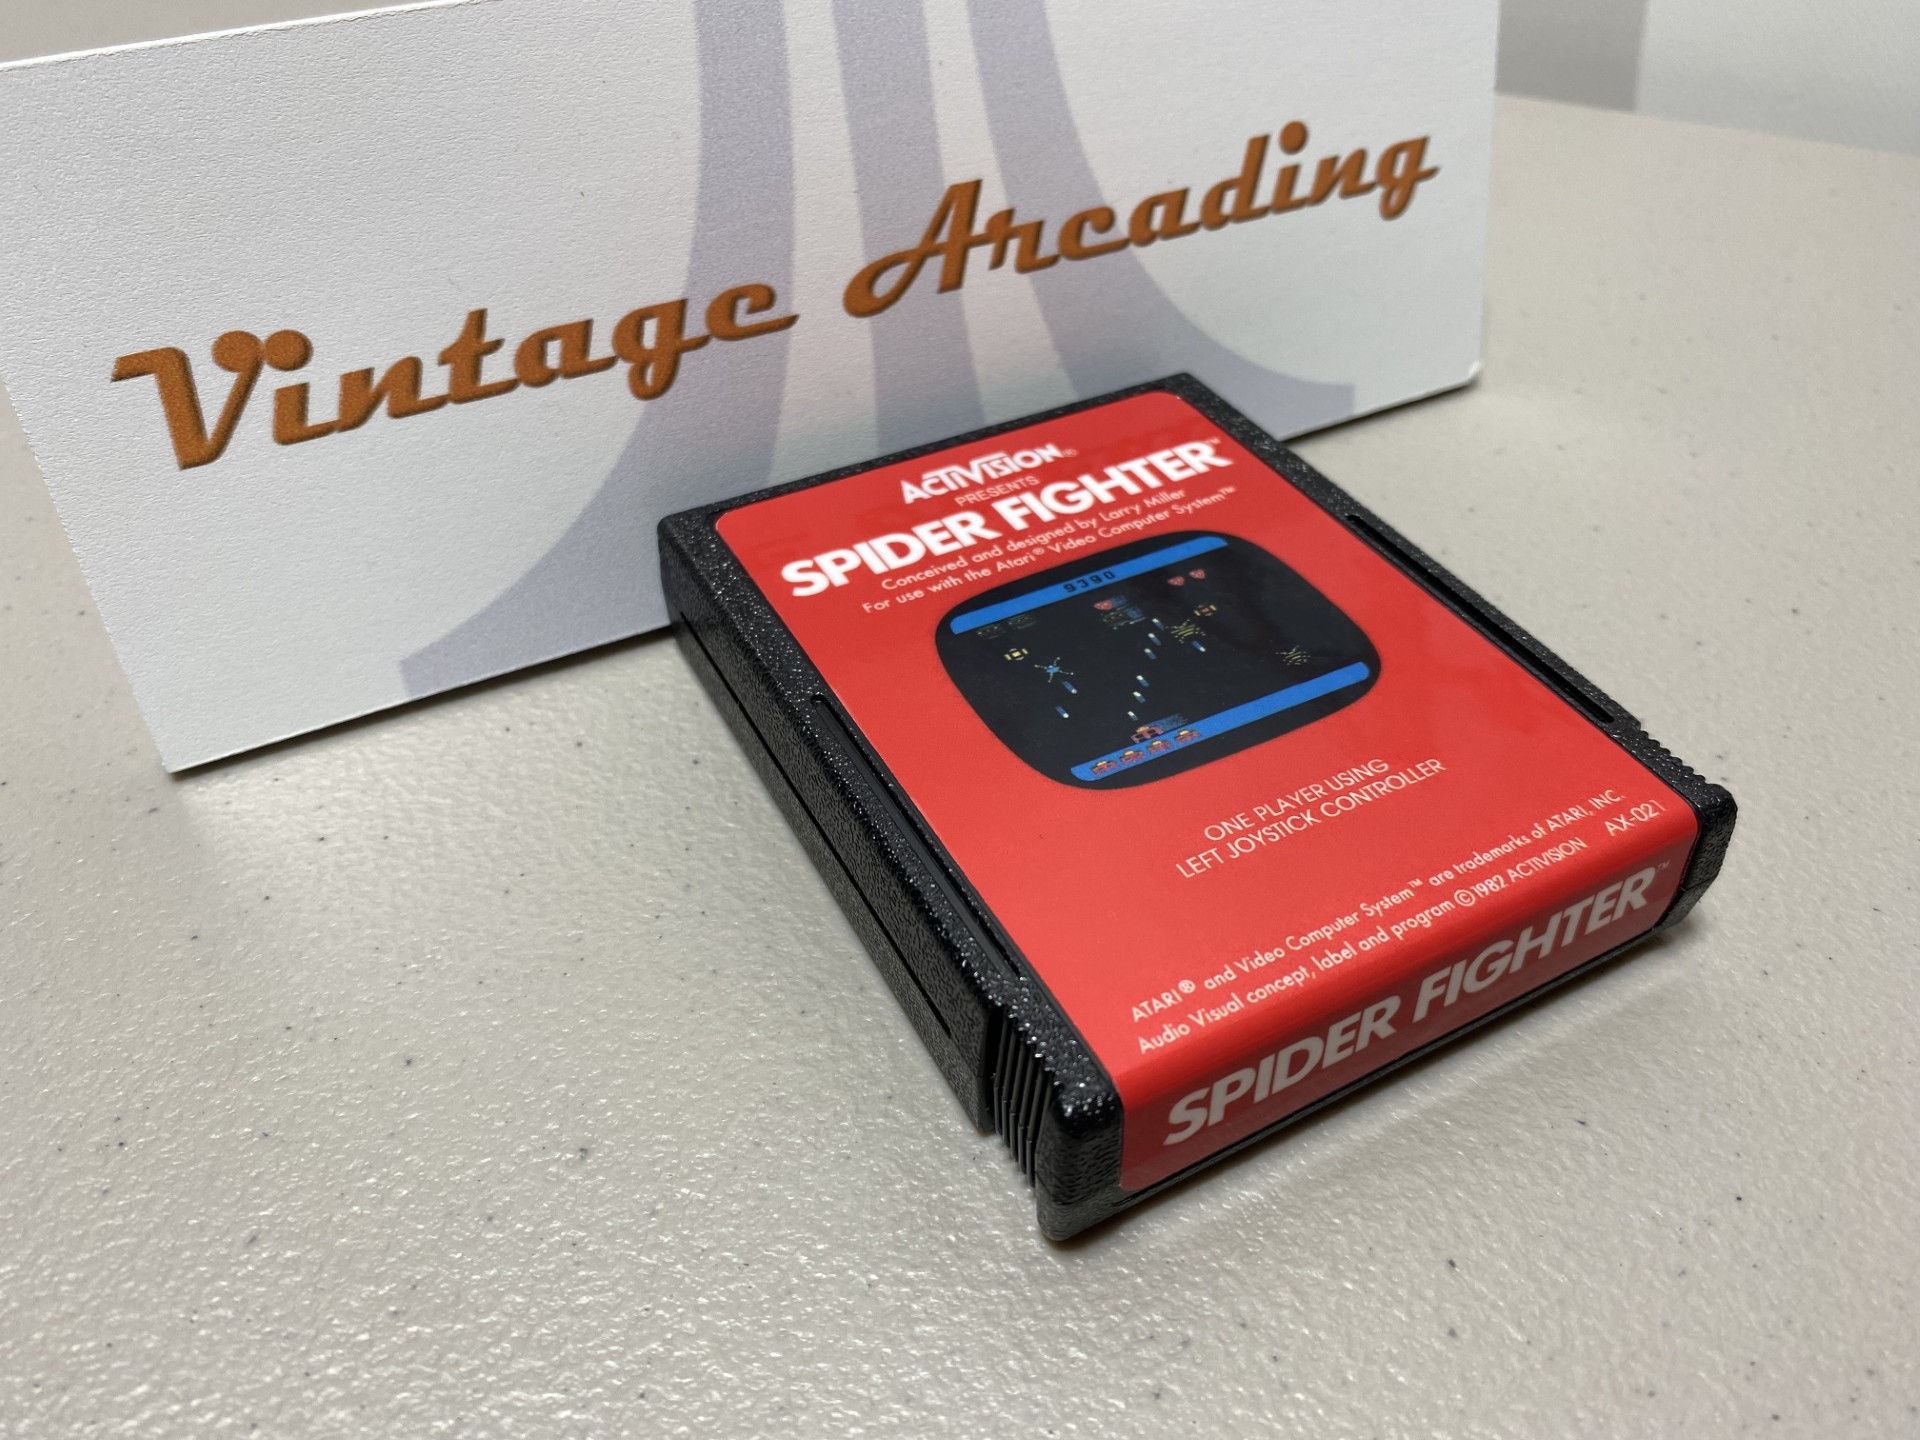 Vintage Arcading
ACTIVISION®
PRESENTS
SPIDER FIGHTER™
Conceived and designed by Larry Miller
For use with the Atari® Video Computer System™
9390
ONE PLAYER USING
LEFT JOYSTICK CONTROLLER
ATARI® and Video Computer System™ are trademarks of ATARI, INC.
Audio Visual concept, label and program ©1982 ACTIVISION AX-021
SPIDER FIGHTER™